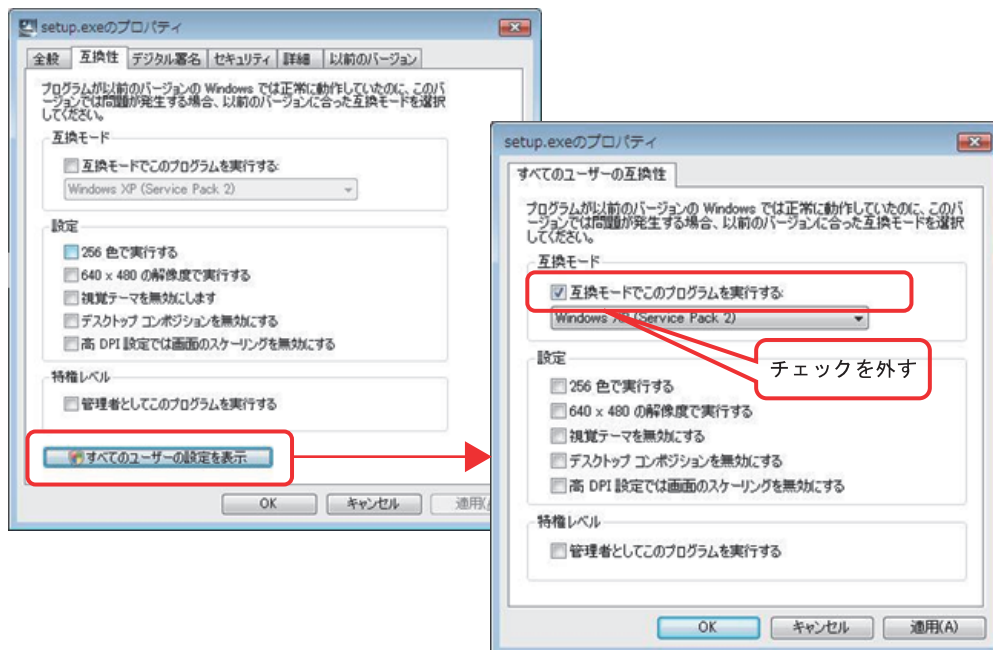 setup.exeのプロパティ
全般 互換性 デジタル署名 セキュリティ 詳細 以前のバージョン
プログラムが以前のバージョンの Windows では正常に動作していたのに、このバ
ージョンでは問題が発生する場合、以前のバージョンに合った互換モードを選択
してください。
互換モード
互換モードでこのプログラムを実行する:
Windows XP (Service Pack 2)
設定
256 色で実行する
640 x 480 の解像度で実行する
視覚テーマを無効にします
デスクトップ コンポジションを無効にする
高 DPI 設定では画面のスケーリングを無効にする
特権レベル
管理者としてこのプログラムを実行する
すべてのユーザーの設定を表示
OK キャンセル 適用(
setup.exeのプロパティ
すべてのユーザーの互換性
プログラムが以前のバージョンの Windows では正常に動作していたのに、このバ
ージョンでは問題が発生する場合、以前のバージョンに合った互換モードを選択
してください。
互換モード
互換モードでこのプログラムを実行する:
Windows XP (Service Pack 2)
チェックを外す
設定
256 色で実行する
640 x 480 の解像度で実行する
視覚テーマを無効にする
デスクトップ コンポジションを無効にする
高 DPI 設定では画面のスケーリングを無効にする
特権レベル
管理者としてこのプログラムを実行する
OK キャンセル 適用(A)